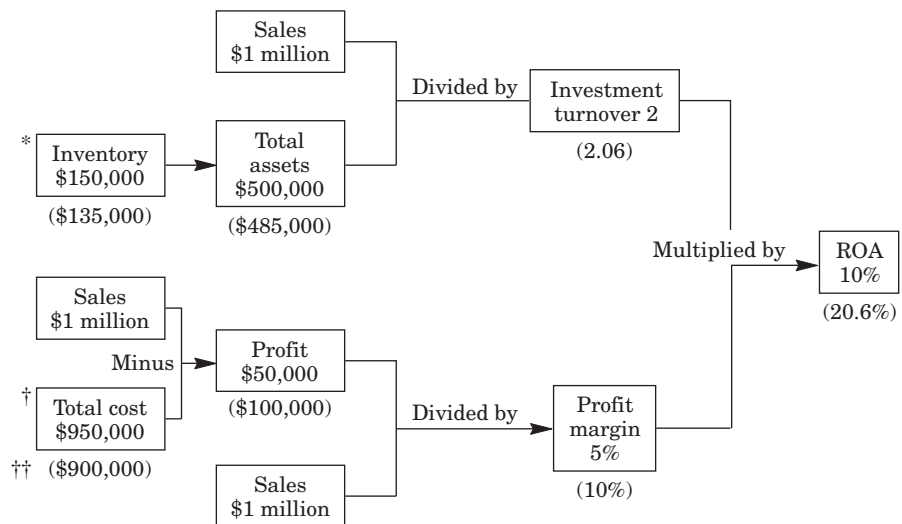 Sales
$1 million
Divided by
Investment
turnover 2
(2.06)
*
Inventory
$150,000
($135,000)
Total
assets
$500,000
($485,000)
Multiplied by
ROA
10%
(20.6%)
Sales
$1 million
Minus
Profit
$50,000
($100,000)
†
Total cost
$950,000
†† ($900,000)
Divided by
Profit
margin
5%
(10%)
Sales
$1 million